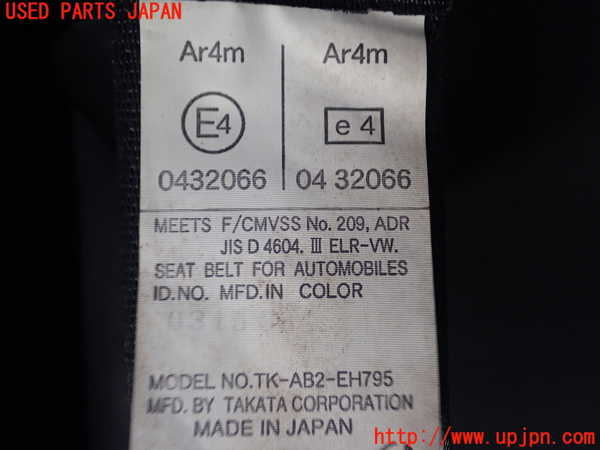 USED PARTS JAPAN
Ar4m Ar4m
E4 e 4
0432066 04 32066
MEETS F/CMVSS No. 209, ADR
JIS D 4604, Ⅲ ELR-VW.
SEAT BELT FOR AUTOMOBILES
ID.NO. MFD.IN COLOR
MODEL NO.TK-AB2-EH795
MFD. BY TAKATA CORPORATION
MADE IN JAPAN
www.upjpn.com